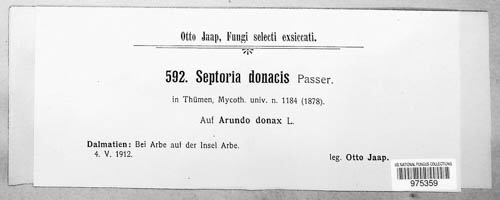 Otto Jaap, Fungi selecti exsiccati.
592. Septoria donacis Passer.
in Thümen, Mycoth. univ. n. 1184 (1878).
Auf Arundo donax L.
Dalmatien: Bei Arbe auf der Insel Arbe.
4. V. 1912.
leg. Otto Jaap.
US NATIONAL FUNGUS COLLECTIONS
975359